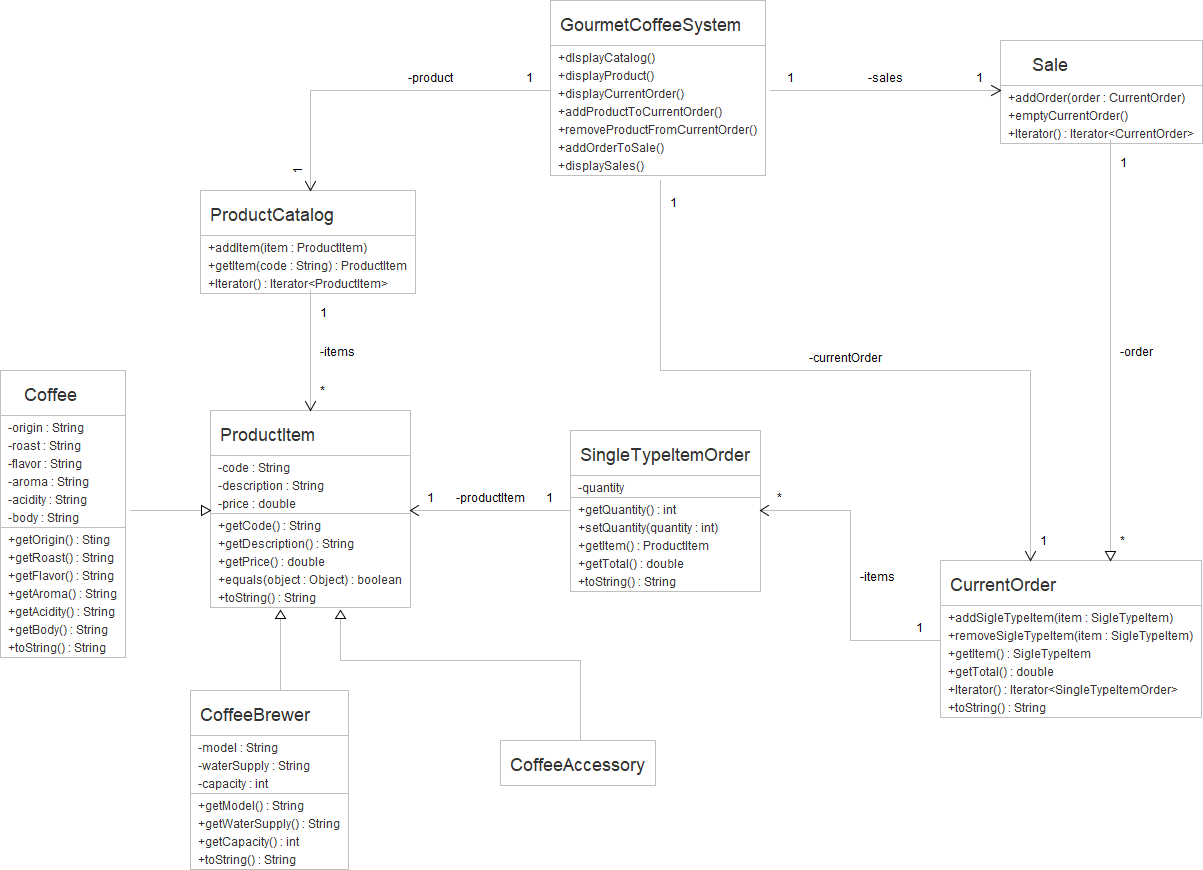 GourmetCoffeeSystem
+dIsplayCatalog()
+displayProduct()
+displayCurrentOrder()
+addProductToCurrentOrder()
+removeProductFromCurrentOrder()
+addOrderToSale()
+displaySales()
-product
1
1
1
-sales
1
Sale
+addOrder(order : CurrentOrder)
+emptyCurrentOrder()
+Iterator() : Iterator<CurrentOrder>
1
1
ProductCatalog
+addItem(item : ProductItem)
+getItem(code : String) : ProductItem
+Iterator() : Iterator<ProductItem>
1
-items
*
-currentOrder
-order
Coffee
-origin : String
-roast : String
-flavor : String
-aroma : String
-acidity : String
-body : String
+getOrigin() : Sting
+getRoast() : String
+getFlavor() : String
+getAroma() : String
+getAcidity() : String
+getBody() : String
+toString() : String
ProductItem
-code : String
-description : String
-price : double
+getCode() : String
+getDescription() : String
+getPrice() : double
+equals(object : Object) : boolean
+toString() : String
1
-productItem
1
SingleTypeItemOrder
-quantity
+getQuantity() : int
+setQuantity(quantity : int)
+getItem() : ProductItem
+getTotal() : double
+toString() : String
*
-items
1
1
*
CurrentOrder
+addSigleTypeItem(item : SigleTypeItem)
+removeSigleTypeItem(item : SigleTypeItem)
+getItem() : SigleTypeItem
+getTotal() : double
+Iterator() : Iterator<SingleTypeItemOrder>
+toString() : String
CoffeeBrewer
-model : String
-waterSupply : String
-capacity : int
+getModel() : String
+getWaterSupply() : String
+getCapacity() : int
+toString() : String
CoffeeAccessory